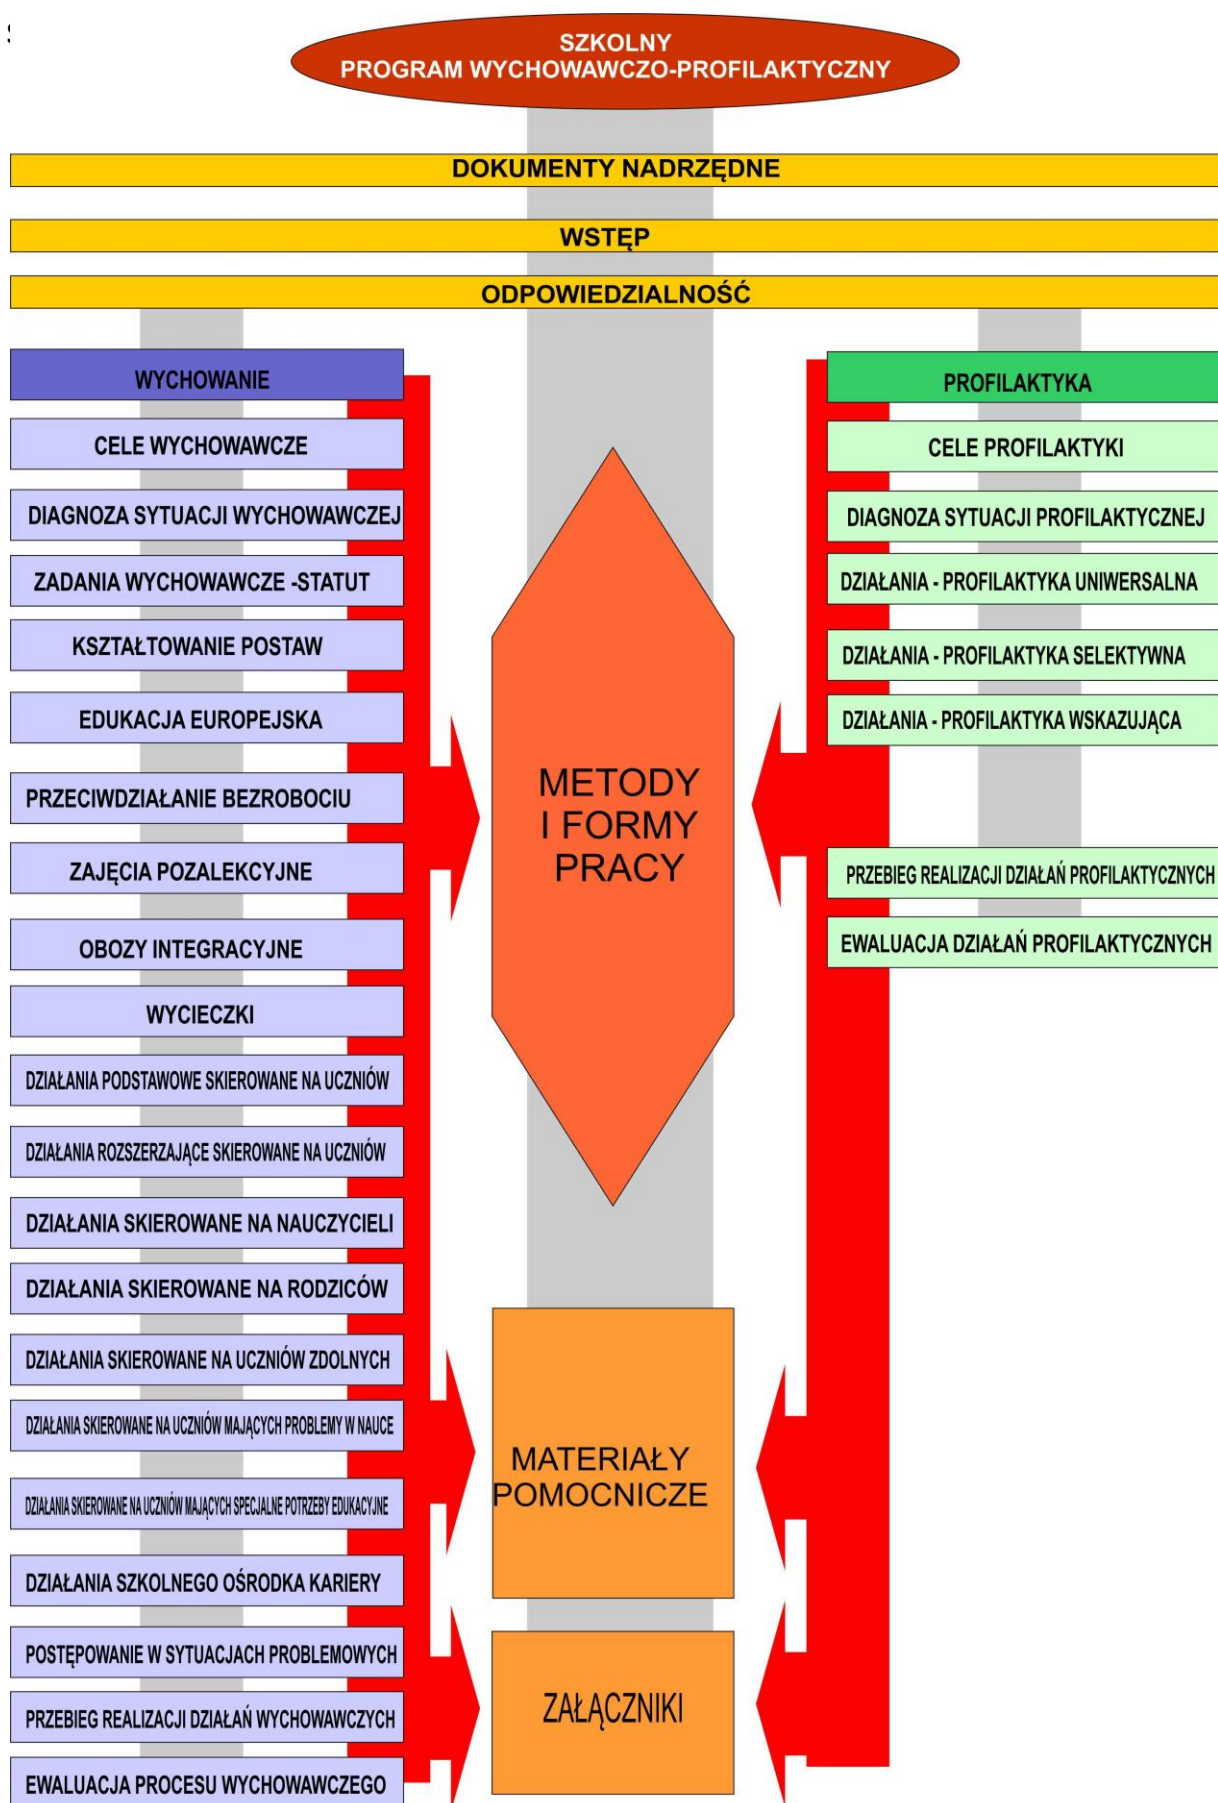 SZKOLNY
PROGRAM WYCHOWAWCZO-PROFILAKTYCZNY
DOKUMENTY NADRZĘDNE
WSTĘP
ODPOWIEDZIALNOŚĆ
WYCHOWANIE
CELE WYCHOWAWCZE
DIAGNOZA SYTUACJI WYCHOWAWCZEJ
ZADANIA WYCHOWAWCZE -STATUT
KSZTAŁTOWANIE POSTAW
EDUKACJA EUROPEJSKA
PRZECIWDZIAŁANIE BEZROBOCIU
ZAJĘCIA POZALEKCYJNE
OBOZY INTEGRACYJNE
WYCIECZKI
DZIAŁANIA PODSTAWOWE SKIEROWANE NA UCZNIÓW
DZIAŁANIA ROZSZERZAJĄCE SKIEROWANE NA UCZNIÓW
DZIAŁANIA SKIEROWANE NA NAUCZYCIELI
DZIAŁANIA SKIEROWANE NA RODZICÓW
DZIAŁANIA SKIEROWANE NA UCZNIÓW ZDOLNYCH
DZIAŁANIA SKIEROWANE NA UCZNIÓW MAJĄCYCH PROBLEMY W NAUCE
DZIAŁANIA SKIEROWANE NA UCZNIÓW MAJĄCYCH SPECJALNE POTRZEBY EDUKACYJNE
DZIAŁANIA SZKOLNEGO OŚRODKA KARIERY
POSTĘPOWANIE W SYTUACJACH PROBLEMOWYCH
PRZEBIEG REALIZACJI DZIAŁAŃ WYCHOWAWCZYCH
EWALUACJA PROCESU WYCHOWAWCZEGO
METODY
I FORMY
PRACY
MATERIAŁY
POMOCNICZE
ZAŁĄCZNIKI
PROFILAKTYKA
CELE PROFILAKTYKI
DIAGNOZA SYTUACJI PROFILAKTYCZNEJ
DZIAŁANIA - PROFILAKTYKA UNIWERSALNA
DZIAŁANIA - PROFILAKTYKA SELEKTYWNA
DZIAŁANIA - PROFILAKTYKA WSKAZUJĄCA
PRZEBIEG REALIZACJI DZIAŁAŃ PROFILAKTYCZNYCH
EWALUACJA DZIAŁAŃ PROFILAKTYCZNYCH